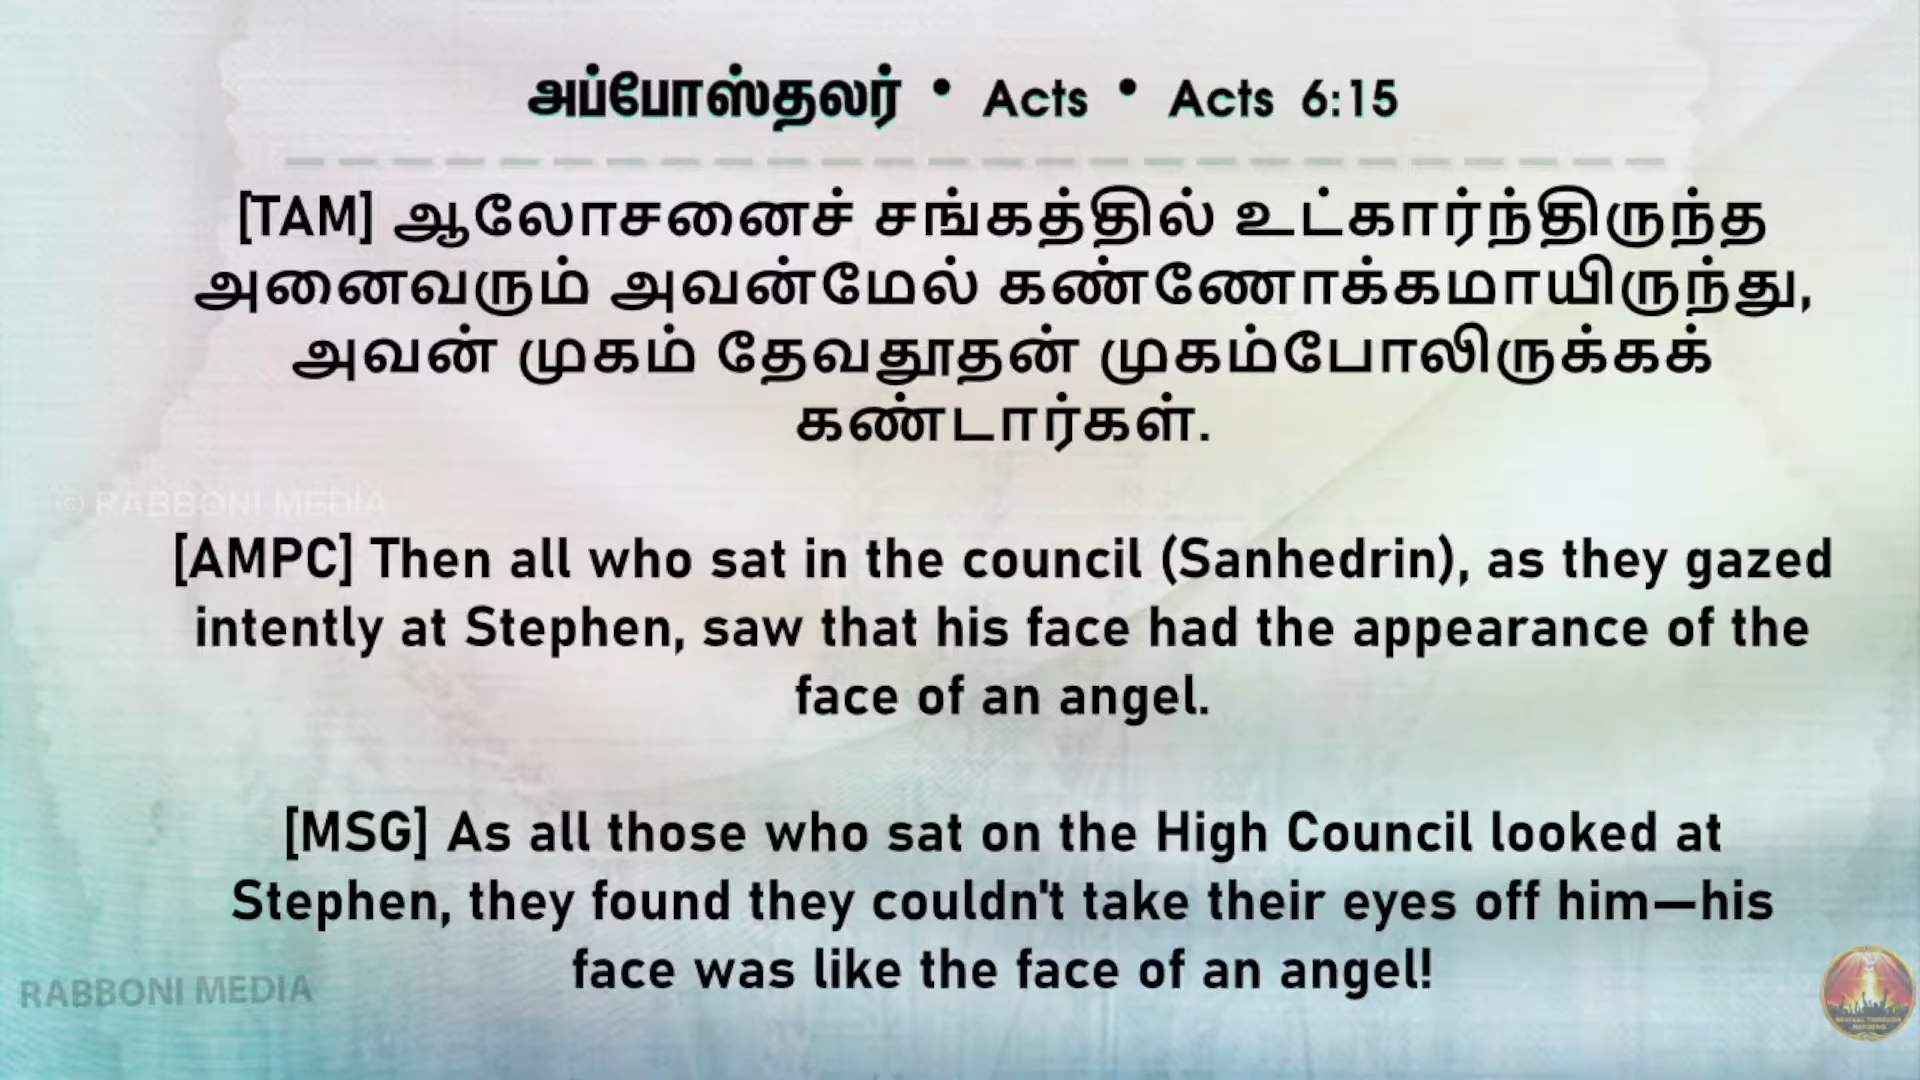 அப்போஸ்தலர் • Acts • Acts 6:15
[TAM] ஆலோசனைச் சங்கத்தில் உட்கார்ந்திருந்த
அனைவரும் அவன்மேல் கண்ணோக்கமாயிருந்து,
அவன் முகம் தேவதூதன் முகம்போலிருக்கக்
கண்டார்கள்.
© RABBONI MEDIA
[AMPC] Then all who sat in the council (Sanhedrin), as they gazed
intently at Stephen, saw that his face had the appearance of the
face of an angel.
[MSG] As all those who sat on the High Council looked at
Stephen, they found they couldn't take their eyes off him—his
face was like the face of an angel!
RABBONI MEDIA